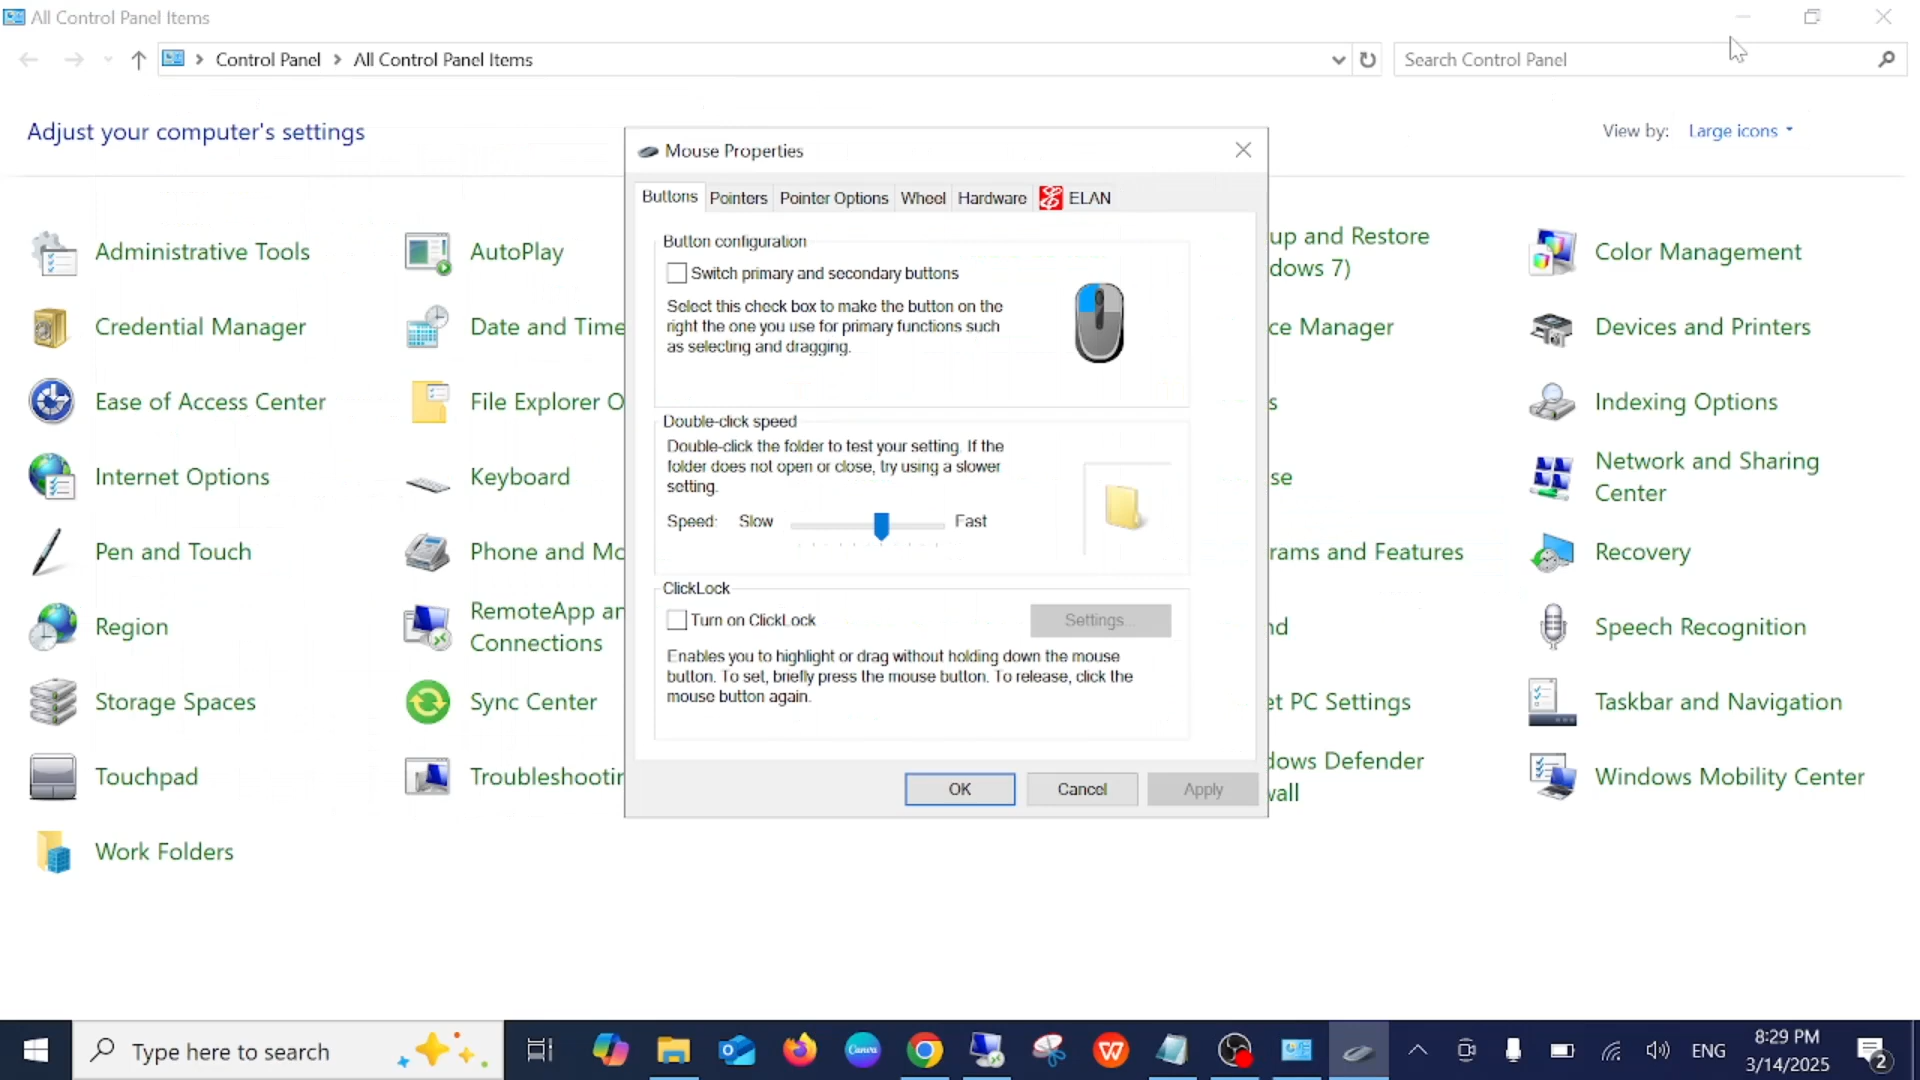 All Control Panel Items
Control Panel > All Control Panel Items
Search Control Panel
Adjust your computer's settings
View by: Large icons
Mouse Properties
Buttons Pointers Pointer Options Wheel Hardware ELAN
Button configuration
Switch primary and secondary buttons
Select this check box to make the button on the
right the one you use for primary functions such
as selecting and dragging.
Double-click speed
Double-click the folder to test your setting. If the
folder does not open or close, try using a slower
setting.
Speed: Slow Fast
ClickLock
Turn on ClickLock
Settings...
Enables you to highlight or drag without holding down the mouse
button. To set, briefly press the mouse button. To release, click the
mouse button again.
OK Cancel Apply
Administrative Tools
AutoPlay
up and Restore
dows 7)
Color Management
Credential Manager
Date and Time
ce Manager
Devices and Printers
Ease of Access Center
File Explorer O
s
Indexing Options
Internet Options
Keyboard
se
Network and Sharing
Center
Pen and Touch
Phone and Mo
rams and Features
Recovery
Region
RemoteApp an
Connections
nd
Speech Recognition
Storage Spaces
Sync Center
et PC Settings
Taskbar and Navigation
Touchpad
Troubleshootin
dows Defender
wall
Windows Mobility Center
Work Folders
Type here to search
Canva
W
ENG
8:29 PM
3/14/2025
2